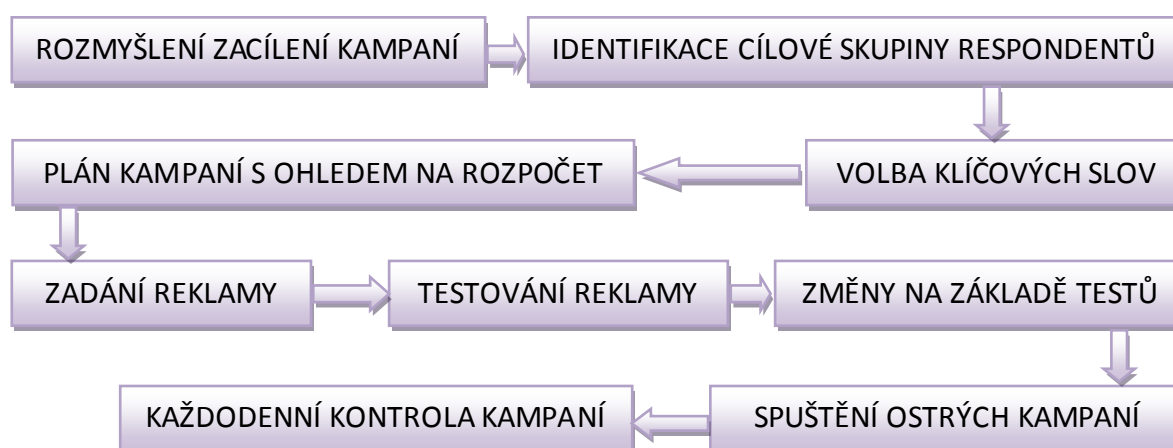 ROZMYŠLENÍ ZACÍLENÍ KAMPANÍ
IDENTIFIKACE CÍLOVÉ SKUPINY RESPONDENTŮ
VOLBA KLÍČOVÝCH SLOV
PLÁN KAMPANÍ S OHLEDEM NA ROZPOČET
ZADÁNÍ REKLAMY
TESTOVÁNÍ REKLAMY
ZMĚNY NA ZÁKLADĚ TESTŮ
SPUŠTĚNÍ OSTRÝCH KAMPANÍ
KAŽDODENNÍ KONTROLA KAMPANÍ